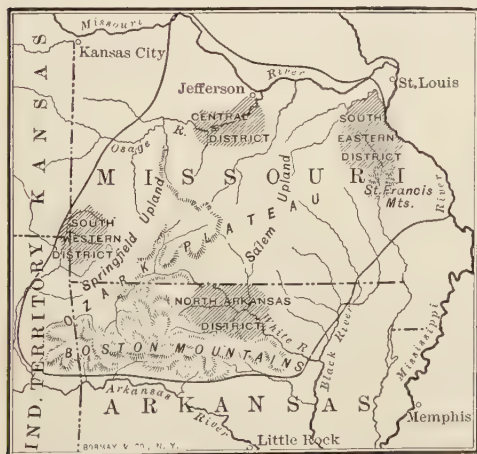 Missouri
Kansas City
River
Jefferson
St. Louis
CENTRAL
DISTRICT
R.
Osage
SOUTH
EASTERN
DISTRICT
MISSOURI
St. Francis
Mts.
River
KANSAS
IND. TERRITORY
SOUTH
WESTERN
DISTRICT
Springfield Upland
Salem Upland
OZARK PLATEAU
NORTH ARKANSAS
DISTRICT
White R.
BOSTON MOUNTAINS
Black River
Mississippi
Arkansas
River
ARKANSAS
Memphis
Little Rock
BORMAY & CO., N.Y.